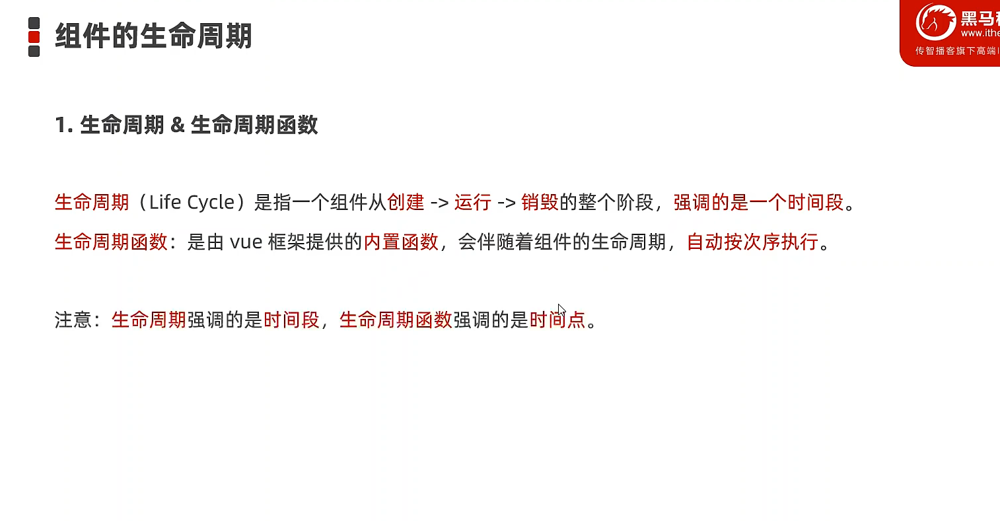 组件的生命周期
黑马
www.ithe
传智播客旗下高端
1. 生命周期 & 生命周期函数
生命周期（Life Cycle）是指一个组件从创建 -> 运行 -> 销毁的整个阶段，强调的是一个时间段。
生命周期函数：是由 vue 框架提供的内置函数，会伴随着组件的生命周期，自动按次序执行。
注意：生命周期强调的是时间段，生命周期函数强调的是时间点。